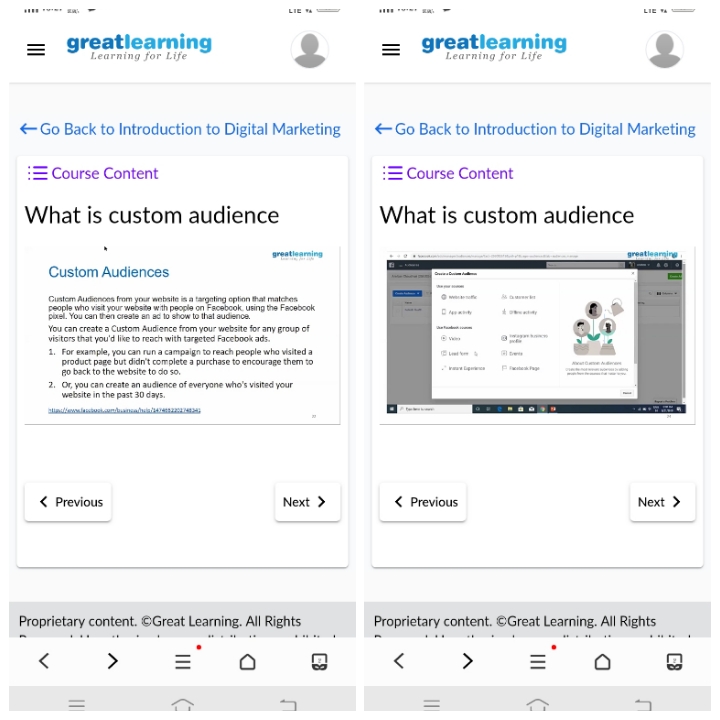 greatlearning
Learning for Life
Go Back to Introduction to Digital Marketing
Course Content
What is custom audience
greatlearning
Custom Audiences
Custom Audiences from your website is a targeting option that matches
people who visit your website with people on Facebook, using the Facebook
pixel. You can then create an ad to show to that audience.
You can create a Custom Audience from your website for any group of
visitors that you'd like to reach with targeted Facebook ads.
1. For example, you can run a campaign to reach people who visited a
product page but didn't complete a purchase to encourage them to
go back to the website to do so.
2. Or, you can create an audience of everyone who's visited your
website in the past 30 days.
Previous
Next
Proprietary content. ©Great Learning. All Rights
greatlearning
Learning for Life
Go Back to Introduction to Digital Marketing
Course Content
What is custom audience
greatlearning
Create a Custom Audience
Website traffic
Customer list
App activity
Offline activity
Use Facebook sources
Video
Instagram business
profile
Lead form
Events
Instant Experience
Facebook Page
About Custom Audiences
Previous
Next
Proprietary content. ©Great Learning. All Rights